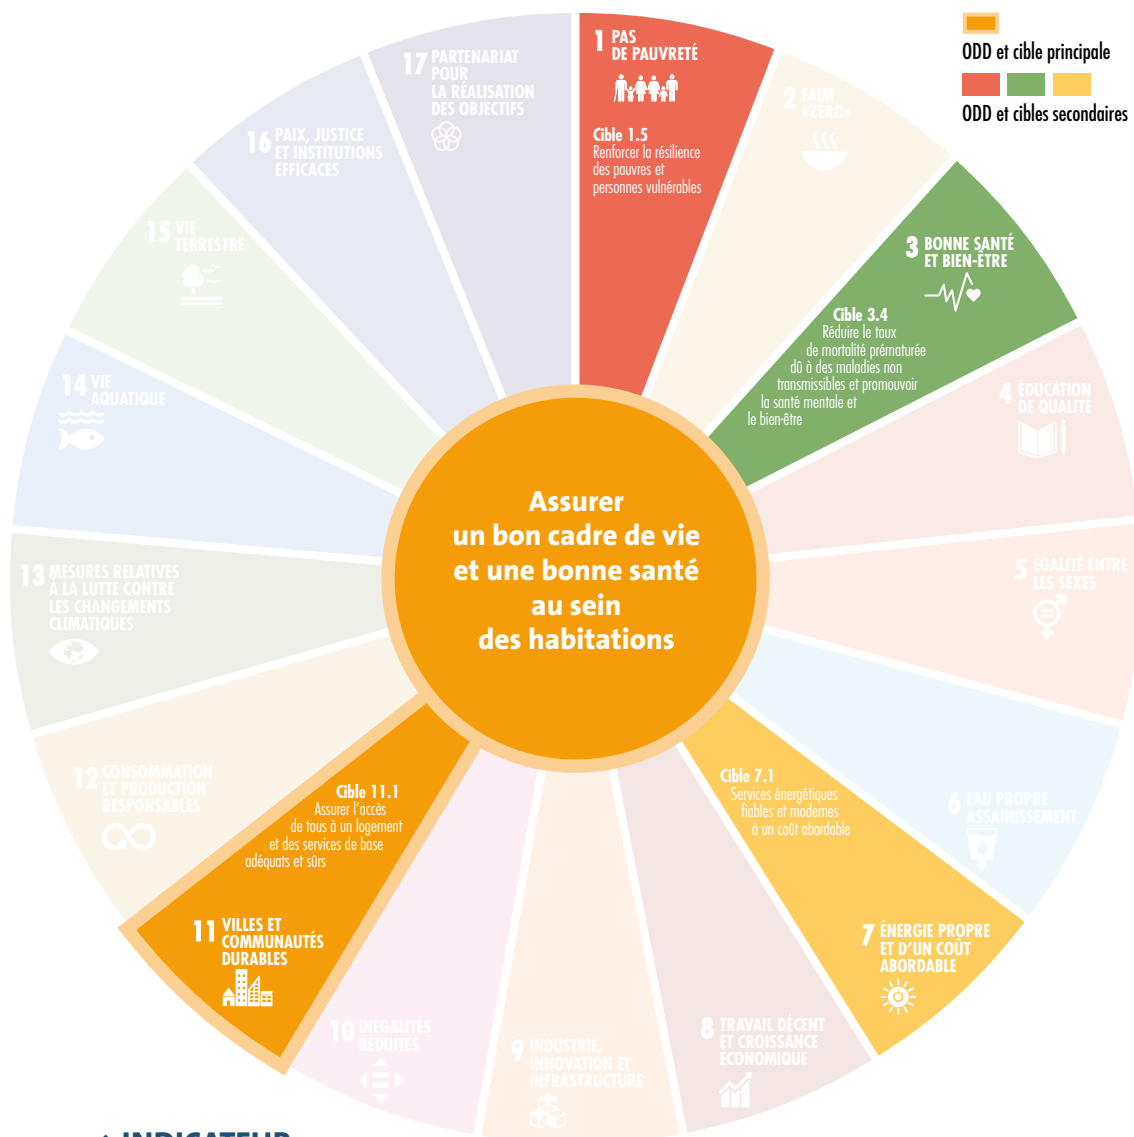 ODD et cible principale
ODD et cibles secondaires
1 PAS
DE PAUVRETÉ
Cible 1.5
Renforcer la résilience
des pauvres et
personnes vulnérables
2 FAIM
«ZERO»
3 BONNE SANTÉ
ET BIEN-ÊTRE
Cible 3.4
Réduire le taux
de mortalité prématurée
dû à des maladies non
transmissibles et promouvoir
la santé mentale et
le bien-être
4 ÉDUCATION
DE QUALITÉ
5 ÉGALITÉ ENTRE
LES SEXES
6 EAU PROPRE
ASSAINISSEMENT
Cible 7.1
Services énergétiques
fiables et modernes
à un coût abordable
7 ÉNERGIE PROPRE
ET D'UN COÛT
ABORDABLE
8 TRAVAIL DÉCENT
ET CROISSANCE
ECONOMIQUE
9 INDUSTRIE,
INNOVATION ET
INFRASTRUCTURE
10 INÉGALITÉS
RÉDUITES
Cible 11.1
Assurer l'accès
de tous à un logement
et des services de base
adéquats et sûrs
11 VILLES ET
COMMUNAUTÉS
DURABLES
12 CONSOMMATION
ET PRODUCTION
RESPONSABLES
13 MESURES RELATIVES
A LA LUTTE CONTRE
LES CHANGEMENTS
CLIMATIQUES
14 VIE
AQUATIQUE
15 VIE
TERRESTRE
16 PAIX, JUSTICE
ET INSTITUTIONS
EFFICACES
17 PARTENARIAT
POUR
LA RÉALISATION
DES OBJECTIFS
Assurer
un bon cadre de vie
et une bonne santé
au sein
des habitations
INDICATEUR